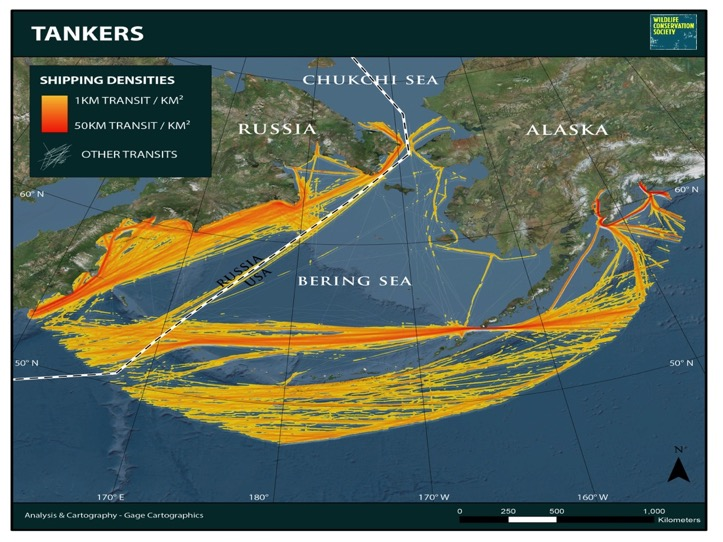 TANKERS
WILDLIFE
CONSERVATION
SOCIETY
SHIPPING DENSITIES
1KM TRANSIT / KM²
50KM TRANSIT / KM²
OTHER TRANSITS
CHUKCHI SEA
RUSSIA
ALASKA
60° N
60° N
RUSSIA
USA
BERING SEA
50° N
50° N
N
170° E
180°
170° W
160° W
Analysis & Cartography - Gage Cartographics
0 250 500 1,000
Kilometers